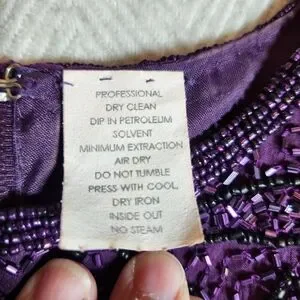 PROFESSIONAL
DRY CLEAN
DIP IN PETROLEUM
SOLVENT
MINIMUM EXTRACTION
AIR DRY
DO NOT TUMBLE
PRESS WITH COOL,
DRY IRON
INSIDE OUT
NO STEAM